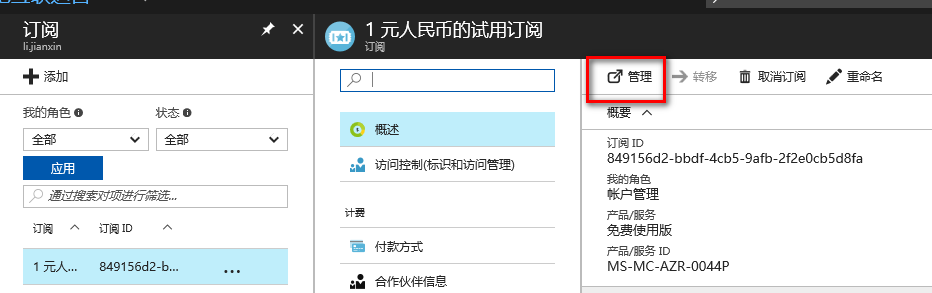 订阅
li.jianxin
添加
我的角色
状态
全部
全部
应用
通过搜索对项进行筛选...
订阅
订阅 ID
1 元人...
849156d2-b...
...
1 元人民币的试用订阅
订阅
概述
访问控制(标识和访问管理)
计费
付款方式
合作伙伴信息
管理
转移
取消订阅
重命名
概要
订阅 ID
849156d2-bbdf-4cb5-9afb-2f2e0cb5d8fa
我的角色
帐户管理
产品/服务
免费使用版
产品/服务 ID
MS-MC-AZR-0044P